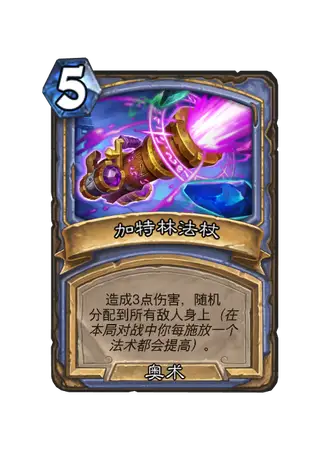 5
加特林法杖
造成3点伤害，随机
分配到所有敌人身上（在
本局对战中你每施放一个
法术都会提高）。
奥术